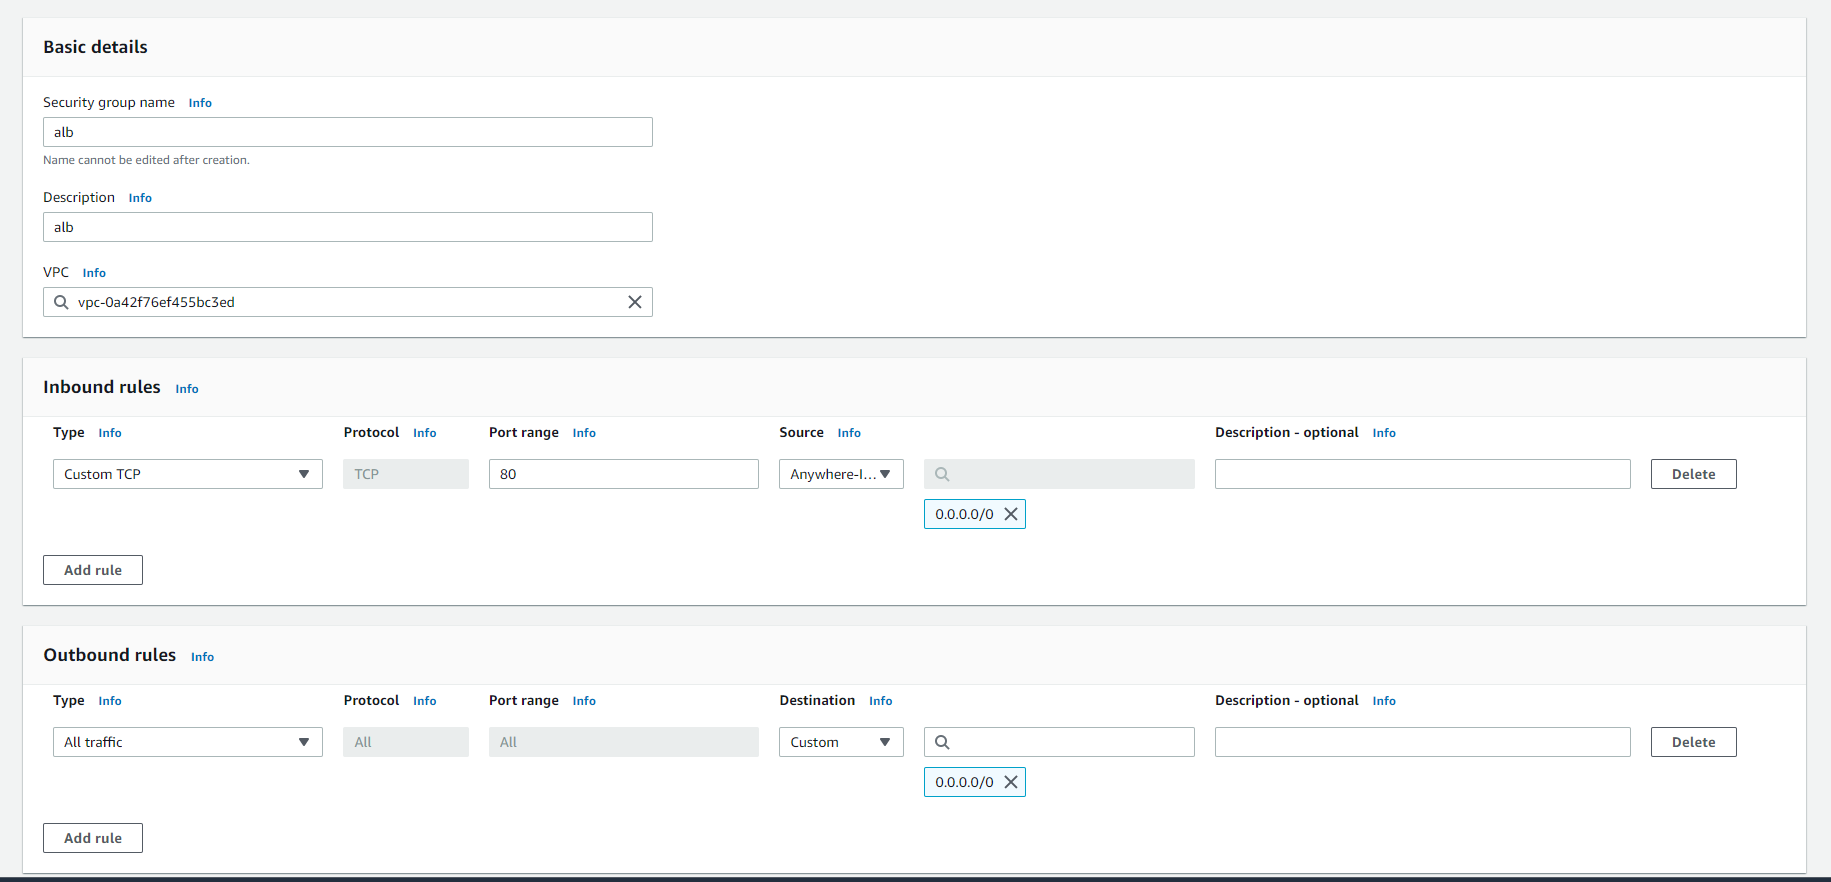 Basic details
Security group name Info
alb
Name cannot be edited after creation.
Description Info
alb
VPC Info
vpc-0a42f76ef455bc3ed
Inbound rules Info
Type Info Protocol Info Port range Info Source Info Description - optional Info
Custom TCP TCP 80 Anywhere-I... Delete
0.0.0.0/0
Add rule
Outbound rules Info
Type Info Protocol Info Port range Info Destination Info Description - optional Info
All traffic All All Custom Delete
0.0.0.0/0
Add rule